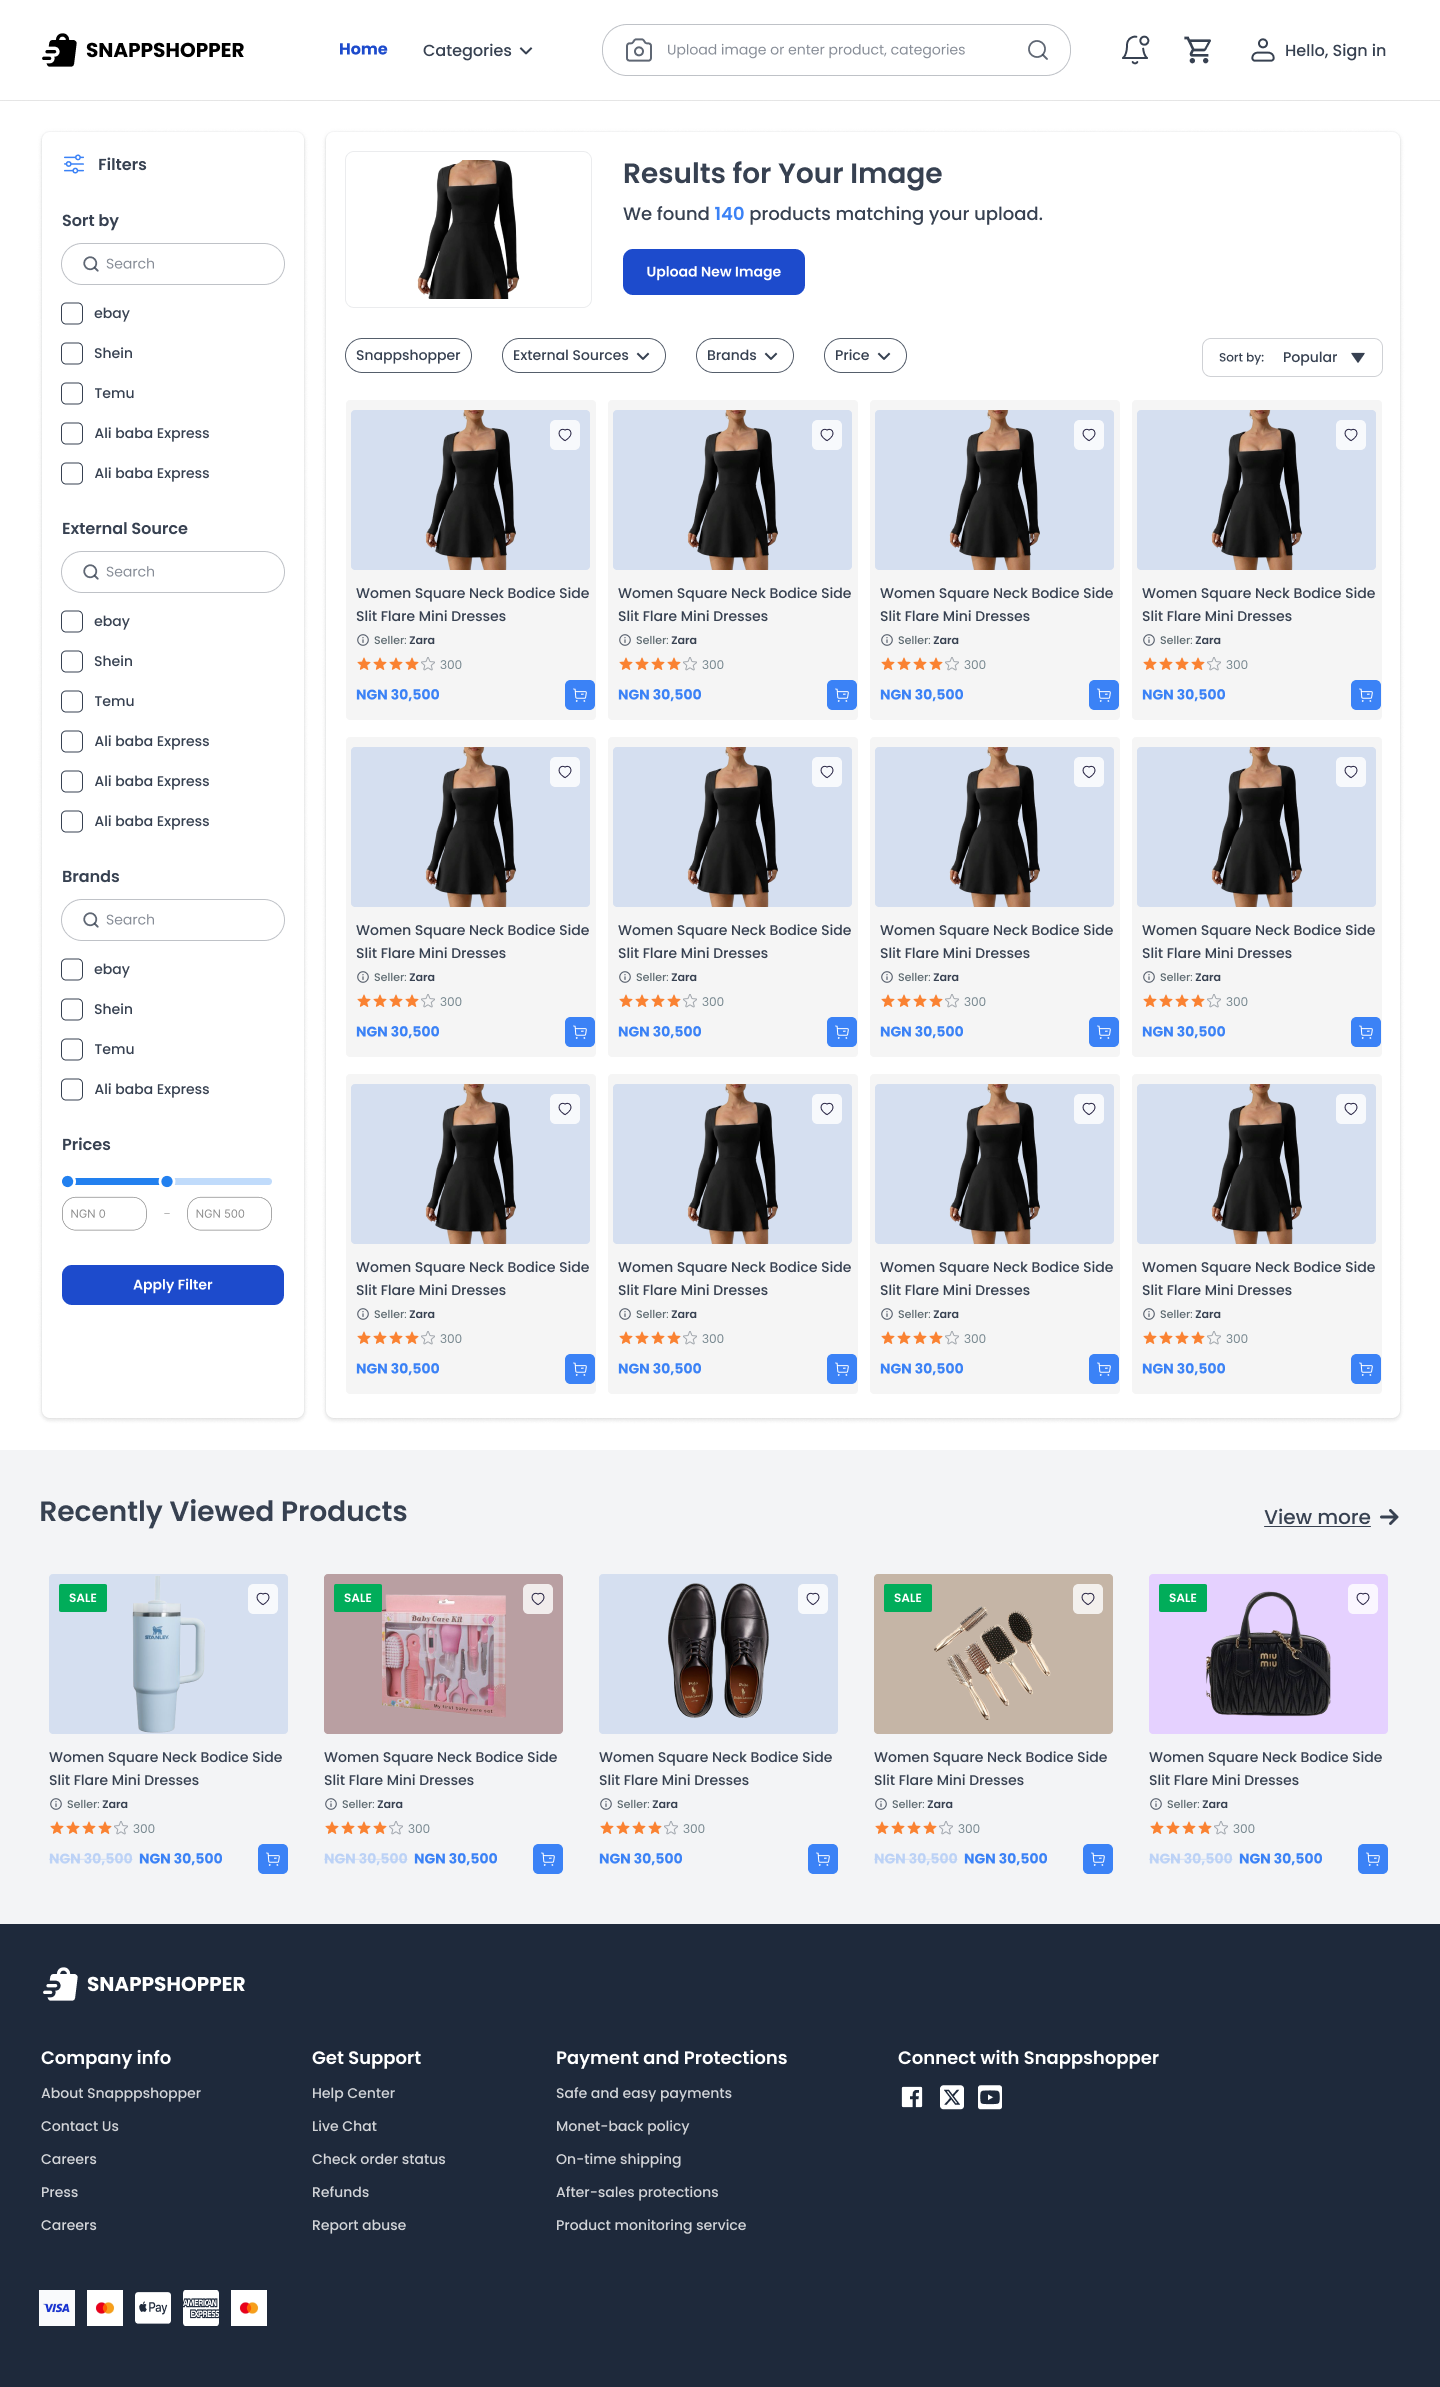 SNAPPSHOPPER
Home
Categories
Upload image or enter product, categories
Hello, Sign in
Filters
Sort by
Search
ebay
Shein
Temu
Ali baba Express
Ali baba Express
External Source
Search
ebay
Shein
Temu
Ali baba Express
Ali baba Express
Ali baba Express
Brands
Search
ebay
Shein
Temu
Ali baba Express
Prices
NGN 0
–
NGN 500
Apply Filter
Results for Your Image
We found 140 products matching your upload.
Upload New Image
Snappshopper
External Sources
Brands
Price
Sort by:
Popular
Women Square Neck Bodice Side
Slit Flare Mini Dresses
Seller: Zara
300
NGN 30,500
Women Square Neck Bodice Side
Slit Flare Mini Dresses
Seller: Zara
300
NGN 30,500
Women Square Neck Bodice Side
Slit Flare Mini Dresses
Seller: Zara
300
NGN 30,500
Women Square Neck Bodice Side
Slit Flare Mini Dresses
Seller: Zara
300
NGN 30,500
Women Square Neck Bodice Side
Slit Flare Mini Dresses
Seller: Zara
300
NGN 30,500
Women Square Neck Bodice Side
Slit Flare Mini Dresses
Seller: Zara
300
NGN 30,500
Women Square Neck Bodice Side
Slit Flare Mini Dresses
Seller: Zara
300
NGN 30,500
Women Square Neck Bodice Side
Slit Flare Mini Dresses
Seller: Zara
300
NGN 30,500
Women Square Neck Bodice Side
Slit Flare Mini Dresses
Seller: Zara
300
NGN 30,500
Women Square Neck Bodice Side
Slit Flare Mini Dresses
Seller: Zara
300
NGN 30,500
Women Square Neck Bodice Side
Slit Flare Mini Dresses
Seller: Zara
300
NGN 30,500
Women Square Neck Bodice Side
Slit Flare Mini Dresses
Seller: Zara
300
NGN 30,500
Recently Viewed Products
View more
SALE
STANLEY
Women Square Neck Bodice Side
Slit Flare Mini Dresses
Seller: Zara
300
NGN 30,500 NGN 30,500
SALE
Baby Care Kit
My first baby care set
Women Square Neck Bodice Side
Slit Flare Mini Dresses
Seller: Zara
300
NGN 30,500 NGN 30,500
Women Square Neck Bodice Side
Slit Flare Mini Dresses
Seller: Zara
300
NGN 30,500
SALE
Women Square Neck Bodice Side
Slit Flare Mini Dresses
Seller: Zara
300
NGN 30,500 NGN 30,500
SALE
MIU
MIU
Women Square Neck Bodice Side
Slit Flare Mini Dresses
Seller: Zara
300
NGN 30,500 NGN 30,500
SNAPPSHOPPER
Company info
About Snapppshopper
Contact Us
Careers
Press
Careers
Get Support
Help Center
Live Chat
Check order status
Refunds
Report abuse
Payment and Protections
Safe and easy payments
Monet-back policy
On-time shipping
After-sales protections
Product monitoring service
Connect with Snappshopper
VISA
Pay
AMERICAN
EXPRESS